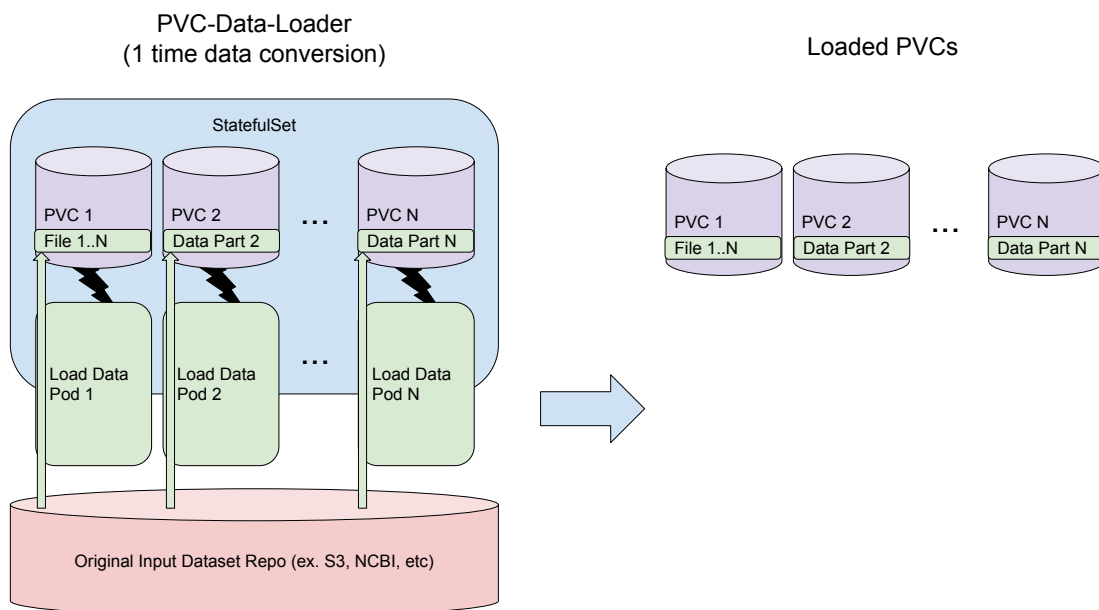 PVC-Data-Loader
(1 time data conversion)
Loaded PVCs
StatefulSet
PVC 1
PVC 2
...
PVC N
File 1..N
Data Part 2
Data Part N
Load Data
Pod 1
Load Data
Pod 2
...
Load Data
Pod N
Original Input Dataset Repo (ex. S3, NCBI, etc)
PVC 1
PVC 2
...
PVC N
File 1..N
Data Part 2
Data Part N